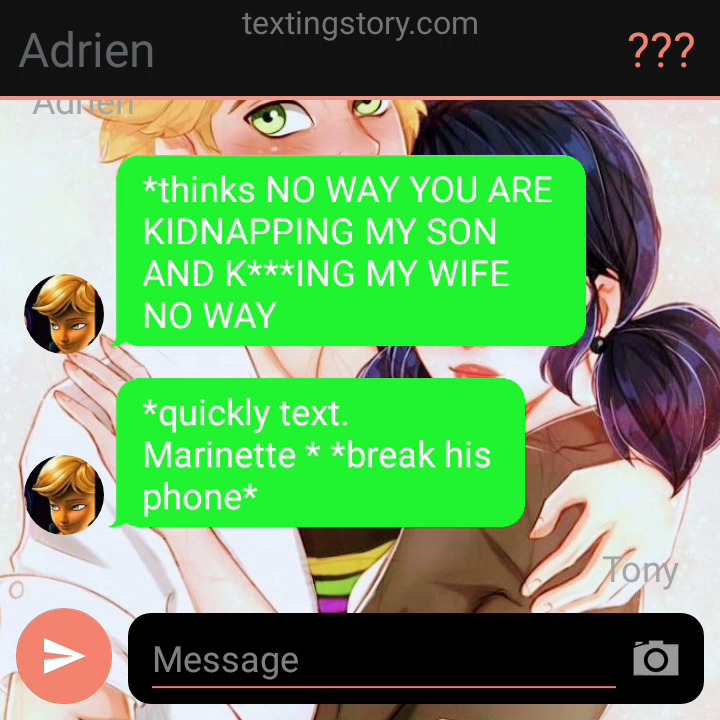 textingstory.com
Adrien
???
Adrien
*thinks NO WAY YOU ARE
KIDNAPPING MY SON
AND K***ING MY WIFE
NO WAY
*quickly text.
Marinette * *break his
phone*
Tony
Message